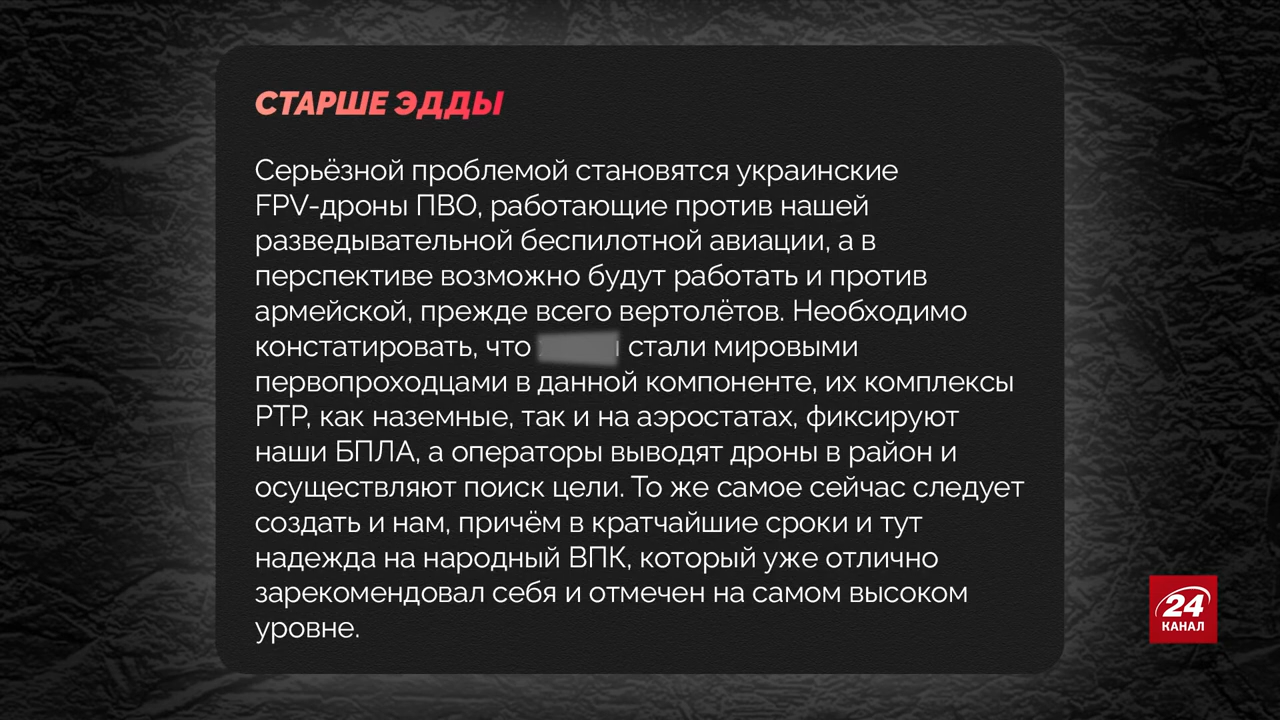 СТАРШЕ ЭДДЫ
Серьёзной проблемой становятся украинские
FPV-дроны ПВО, работающие против нашей
разведывательной беспилотной авиации, а в
перспективе возможно будут работать и против
армейской, прежде всего вертолётов. Необходимо
констатировать, что стали мировыми
первопроходцами в данной компоненте, их комплексы
РТР, как наземные, так и на аэростатах, фиксируют
наши БПЛА, а операторы выводят дроны в район и
осуществляют поиск цели. То же самое сейчас следует
создать и нам, причём в кратчайшие сроки и тут
надежда на народный ВПК, который уже отлично
зарекомендовал себя и отмечен на самом высоком
уровне.
24
КАНАЛ